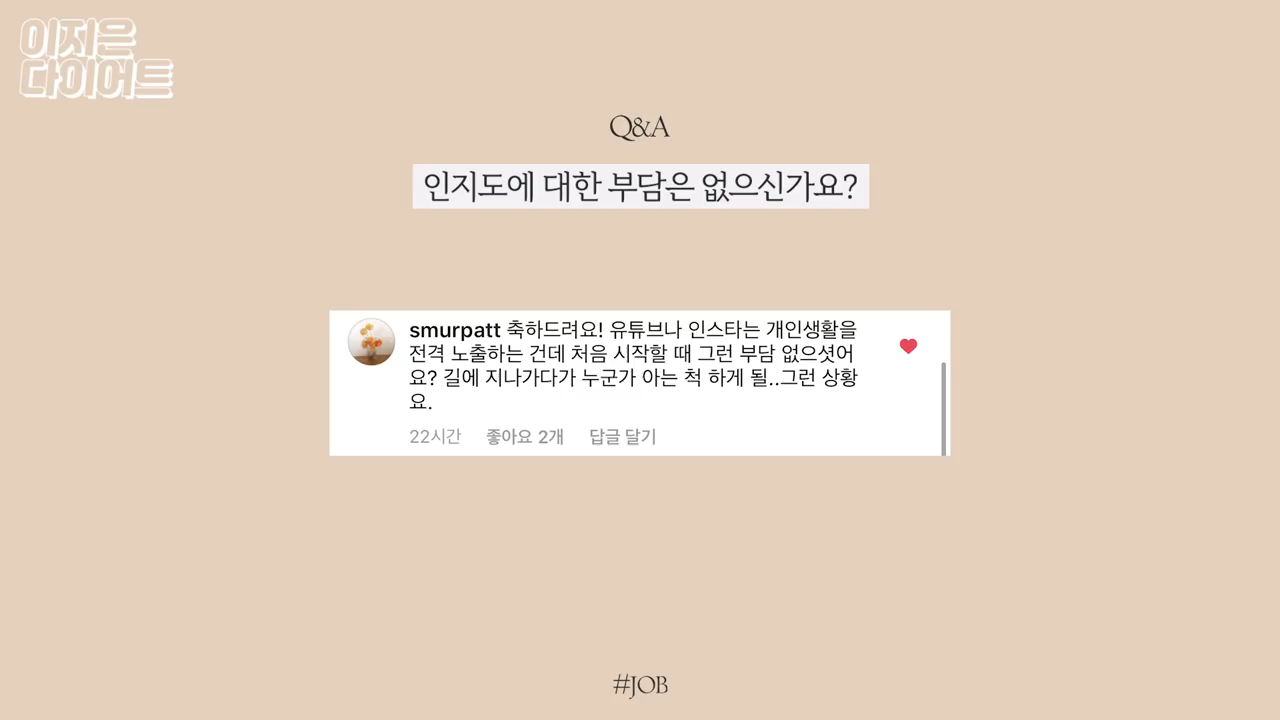 이지은
다이어트
Q&A
인지도에 대한 부담은 없으신가요?
smurpatt 축하드려요! 유튜브나 인스타는 개인생활을
전격 노출하는 건데 처음 시작할 때 그런 부담 없으셧어
요? 길에 지나가다가 누군가 아는 척 하게 될..그런 상황
요.
22시간 좋아요 2개 답글 달기
#JOB